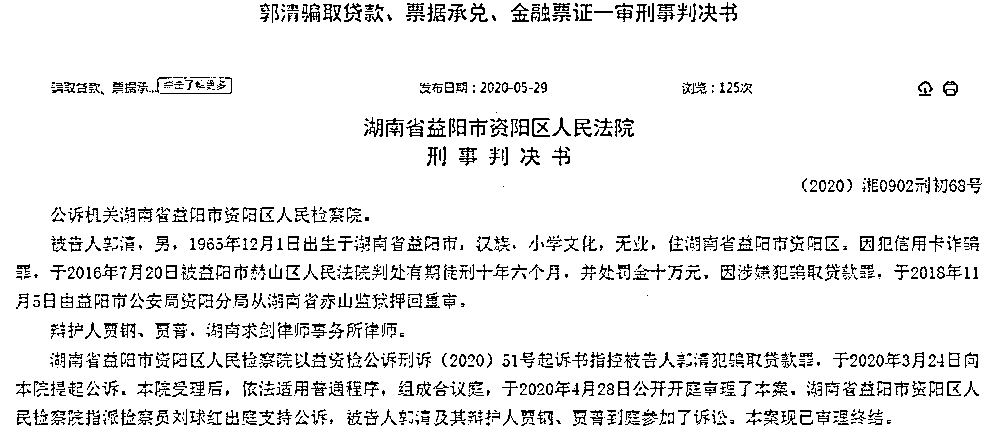 郭清骗取贷款、票据承兑、金融票证一审刑事判决书
骗取贷款、票据承... 点击了解更多 发布日期：2020-05-29 浏览：125次
湖南省益阳市资阳区人民法院
刑 事 判 决 书
（2020）湘0902刑初68号
公诉机关湖南省益阳市资阳区人民检察院。
被告人郭清，男，1965年12月1日出生于湖南省益阳市，汉族，小学文化，无业，住湖南省益阳市资阳区。因犯信用卡诈骗
罪，于2016年7月20日被益阳市赫山区人民法院判处有期徒刑十年六个月，并处罚金十万元。因涉嫌犯骗取贷款罪，于2018年11
月5日由益阳市公安局资阳分局从湖南省赤山监狱押回重审。
辩护人贾钢、贾普，湖南求剑律师事务所律师。
湖南省益阳市资阳区人民检察院以益资检公诉刑诉（2020）51号起诉书指控被告人郭清犯骗取贷款罪，于2020年3月24日向
本院提起公诉。本院受理后，依法适用普通程序，组成合议庭，于2020年4月28日公开开庭审理了本案。湖南省益阳市资阳区人
民检察院指派检察员刘球红出庭支持公诉，被告人郭清及其辩护人贾钢、贾普到庭参加了诉讼。本案现已审理终结。